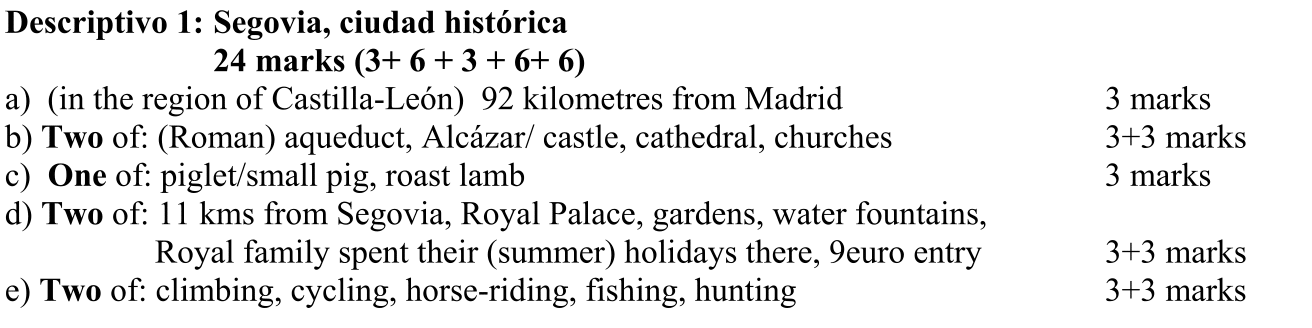 Descriptivo 1: Segovia, ciudad histórica
24 marks (3+ 6 + 3 + 6+ 6)
a) (in the region of Castilla-León) 92 kilometres from Madrid 3 marks
b) Two of: (Roman) aqueduct, Alcázar/ castle, cathedral, churches 3+3 marks
c) One of: piglet/small pig, roast lamb 3 marks
d) Two of: 11 kms from Segovia, Royal Palace, gardens, water fountains,
Royal family spent their (summer) holidays there, 9euro entry 3+3 marks
e) Two of: climbing, cycling, horse-riding, fishing, hunting 3+3 marks